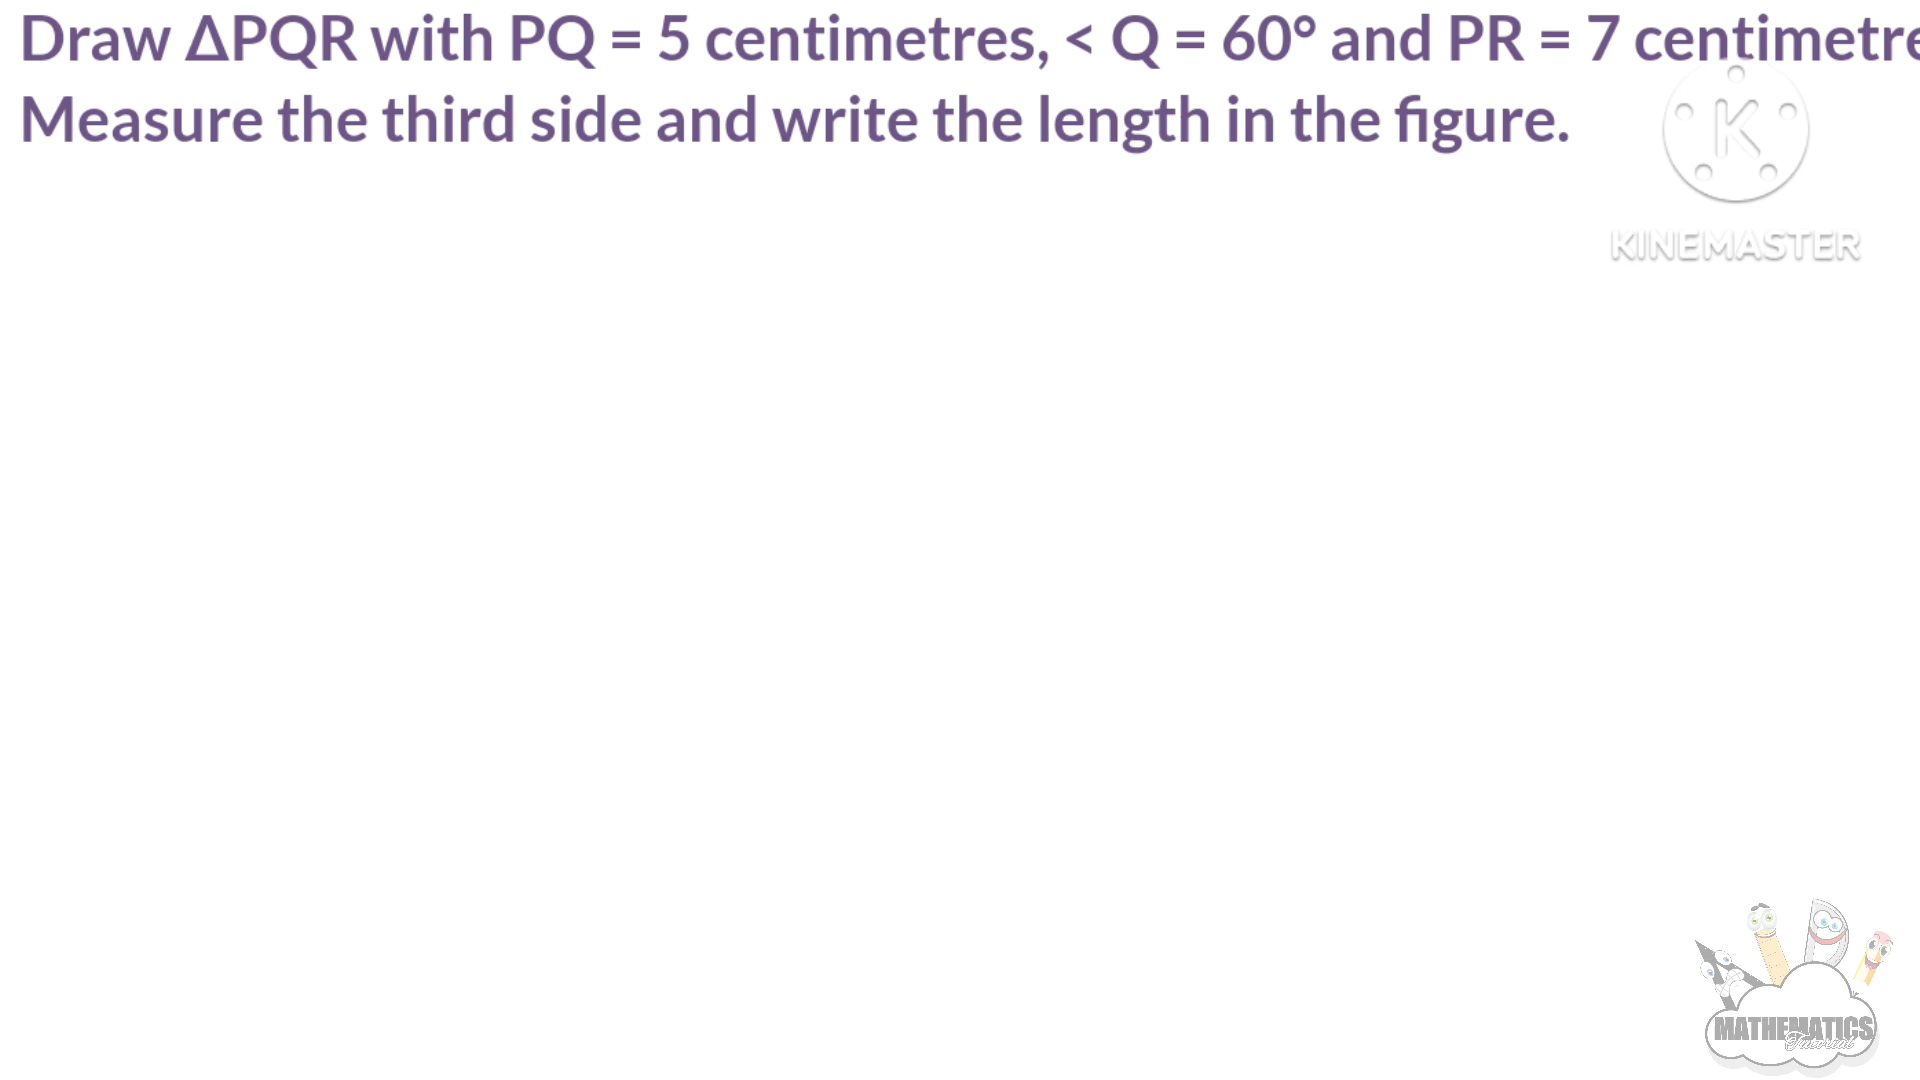 Draw ΔPQR with PQ = 5 centimetres, < Q = 60° and PR = 7 centimetre
Measure the third side and write the length in the figure.
KINEMASTER
MATHEMATICS
Tutorial